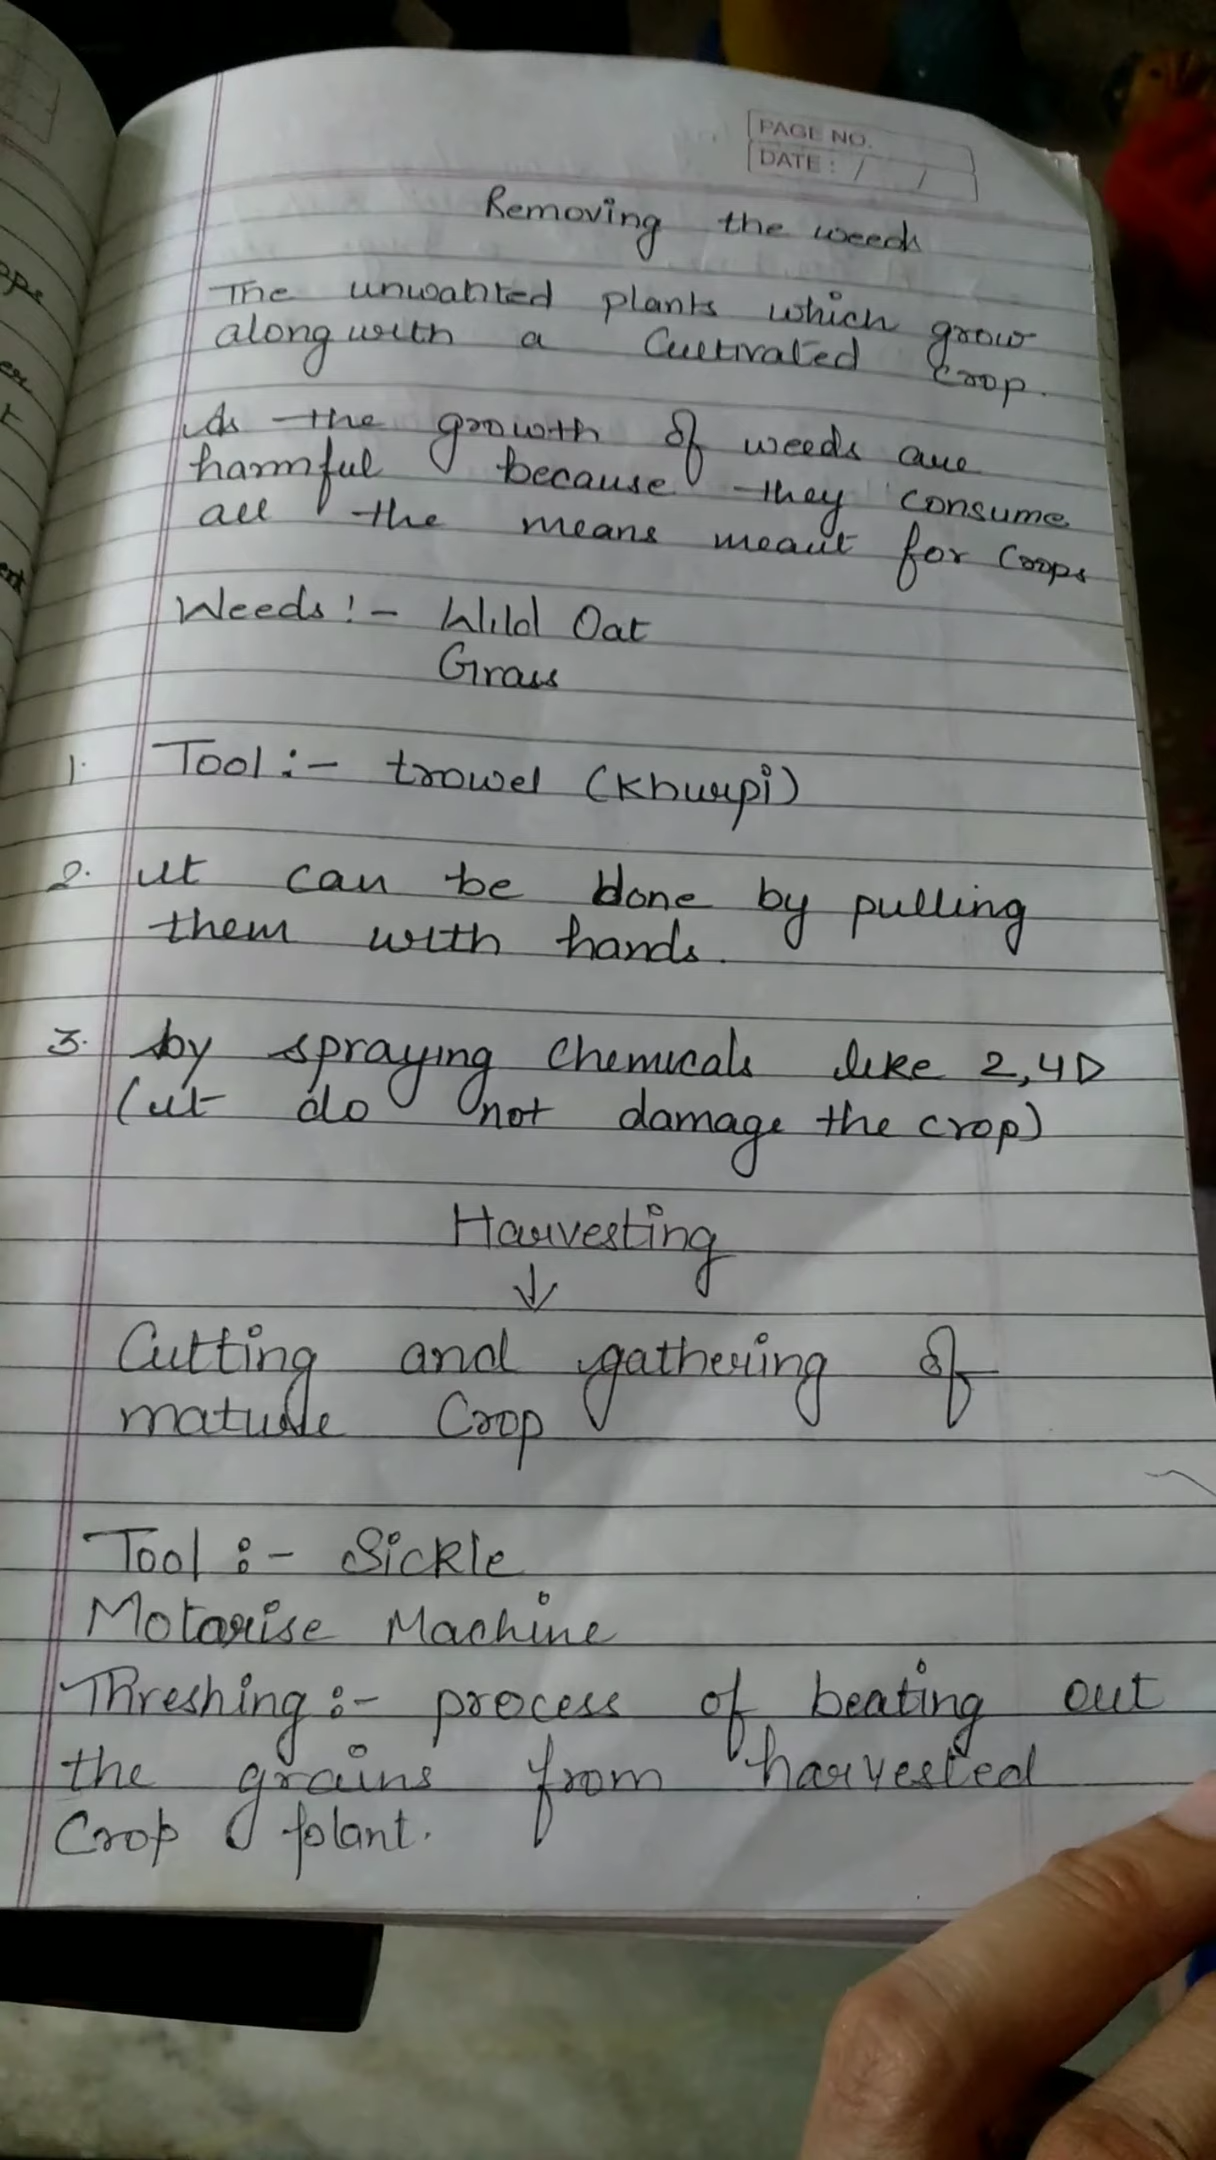 PAGE NO.
DATE : / /
Removing the weeds
The unwanted plants which grow
along with a Cultivated Crop.
As the growth of weeds are
harmful because they consume
all the means meant for Crops
Weeds :- Wild Oat
Grass
1. Tool :- trowel (Khurpi)
2. It can be done by pulling
them with hands.
3. by spraying Chemicals like 2,4D
(it do not damage the crop)
Harvesting
↓
Cutting and gathering of
mature Crop
Tool :- Sickle
Motarise Machine
Threshing :- process of beating out
the grains from harvested
Crop plant.